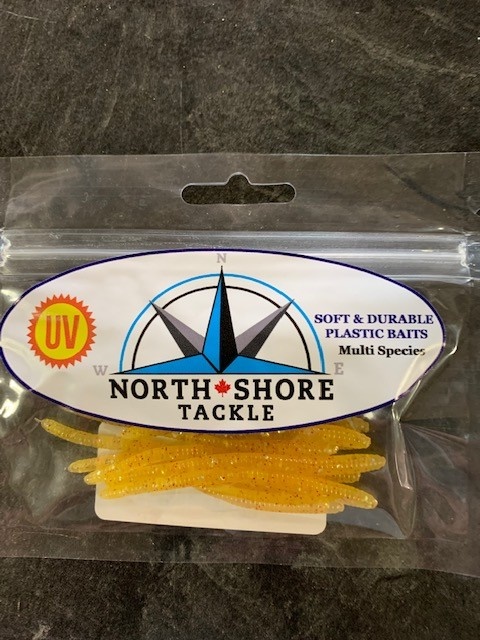 N
UV
W
E
SOFT & DURABLE
PLASTIC BAITS
Multi Species
NORTH SHORE
TACKLE